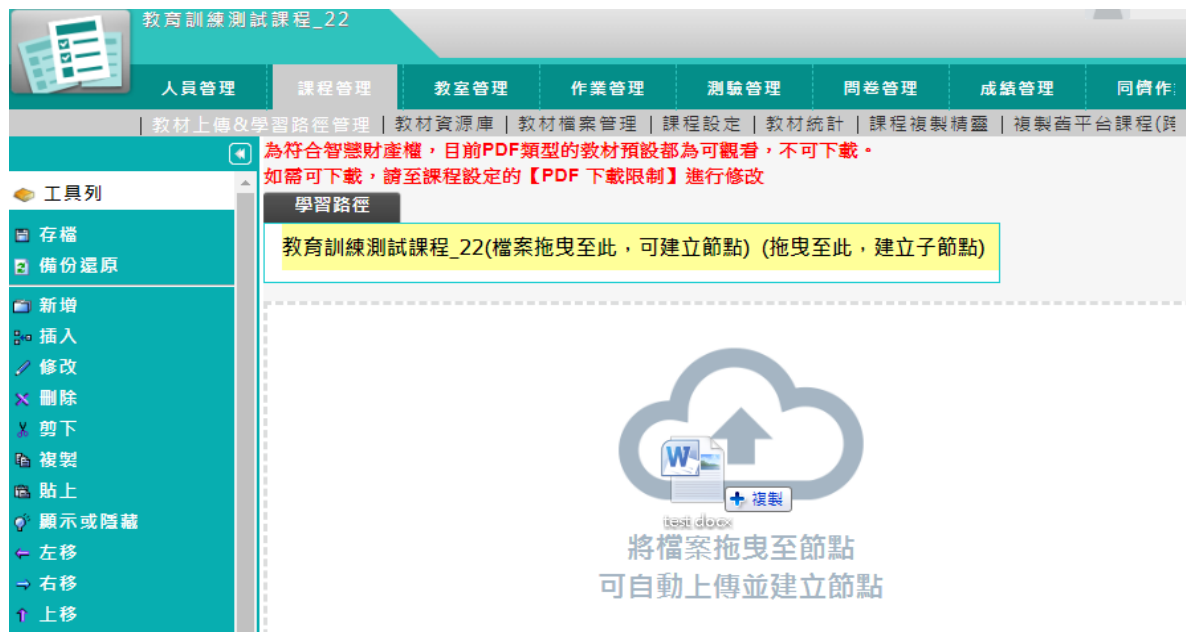 教育訓練測試課程_22
人員管理 課程管理 教室管理 作業管理 測驗管理 問卷管理 成績管理 同儕作
| 教材上傳&學習路徑管理 | 教材資源庫 | 教材檔案管理 | 課程設定 | 教材統計 | 課程複製精靈 | 複製舊平台課程(跨
為符合智慧財產權，目前PDF類型的教材預設都為可觀看，不可下載。
如需可下載，請至課程設定的【PDF 下載限制】進行修改
工具列
學習路徑
存檔
教育訓練測試課程_22(檔案拖曳至此，可建立節點) (拖曳至此，建立子節點)
備份還原
新增
插入
修改
刪除
剪下
複製
貼上
顯示或隱藏
左移
右移
上移
W
複製
test.docx
將檔案拖曳至節點
可自動上傳並建立節點